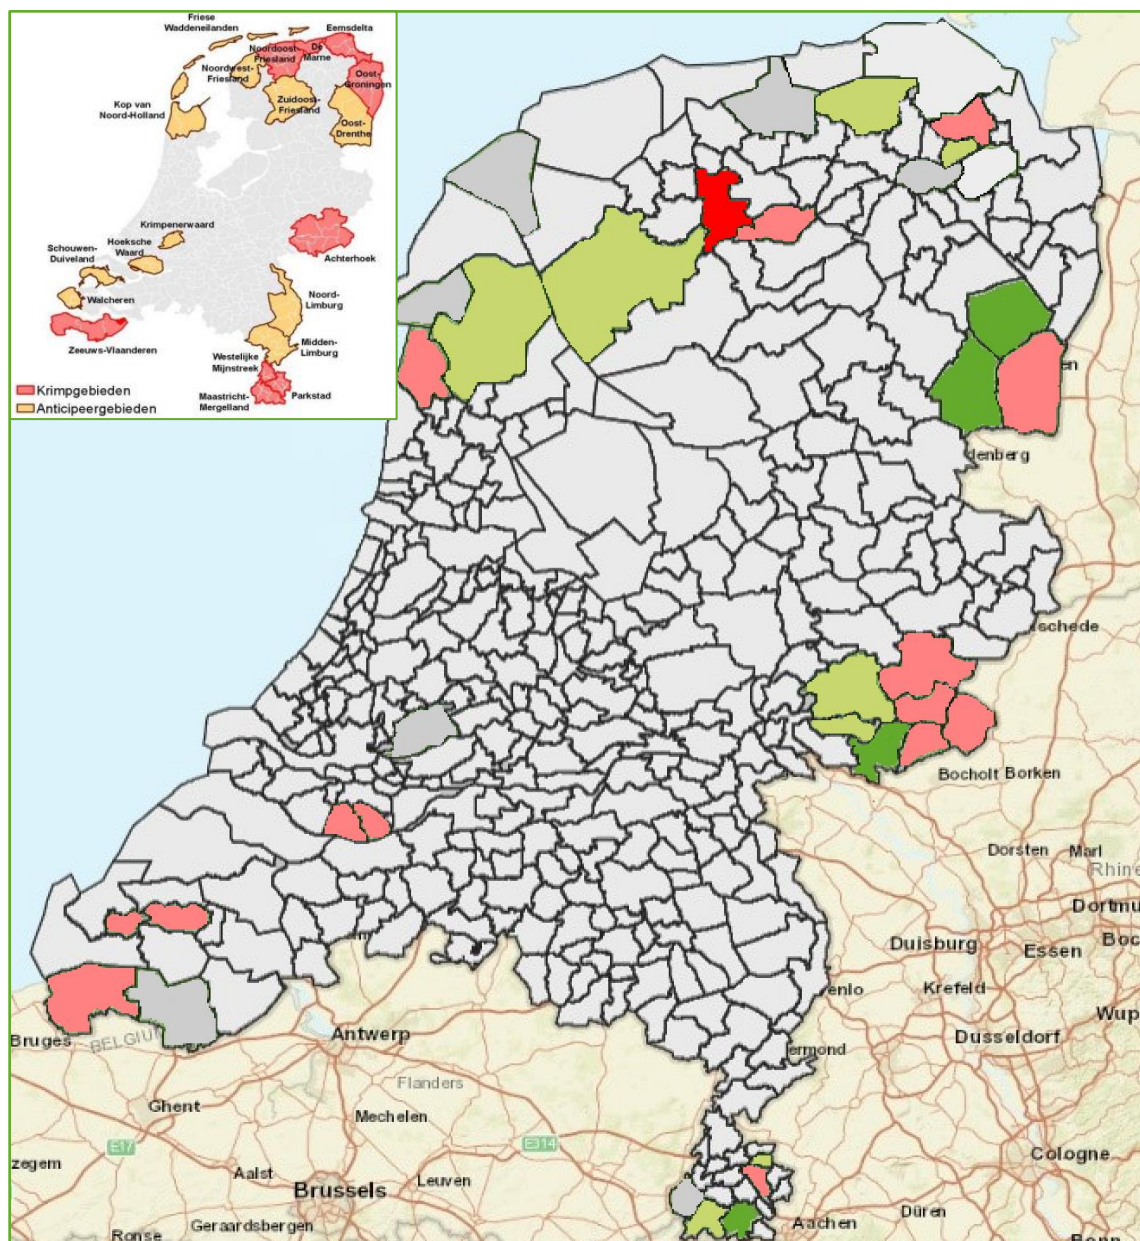 Friese
Waddeneilanden
Eemsdelta
De
Marne
Noordoost-
Friesland
Noordwest-
Friesland
Oost-
Groningen
Kop van
Noord-Holland
Zuidoost-
Friesland
Oost-
Drenthe
Krimpenerwaard
Hoeksche
Waard
Schouwen-
Duiveland
Achterhoek
Walcheren
Noord-
Limburg
Zeeuws-Vlaanderen
Midden-
Limburg
Westelijke
Mijnstreek
Maastricht-
Mergelland
Parkstad
Krimpgebieden
Anticipeergebieden
en
lenberg
schede
Bocholt Borken
Dorsten
Marl
Rhine
Dortmu
Duisburg
Essen
Boc
enlo
Krefeld
Wup
Dusseldorf
Bruges
BELGIU
Antwerp
ermond
Flanders
Ghent
Mechelen
E17
E314
Cologne
zegem
Aalst
Leuven
Brussels
Düren
Geraardsbergen
Aachen
Ronse
Bonn